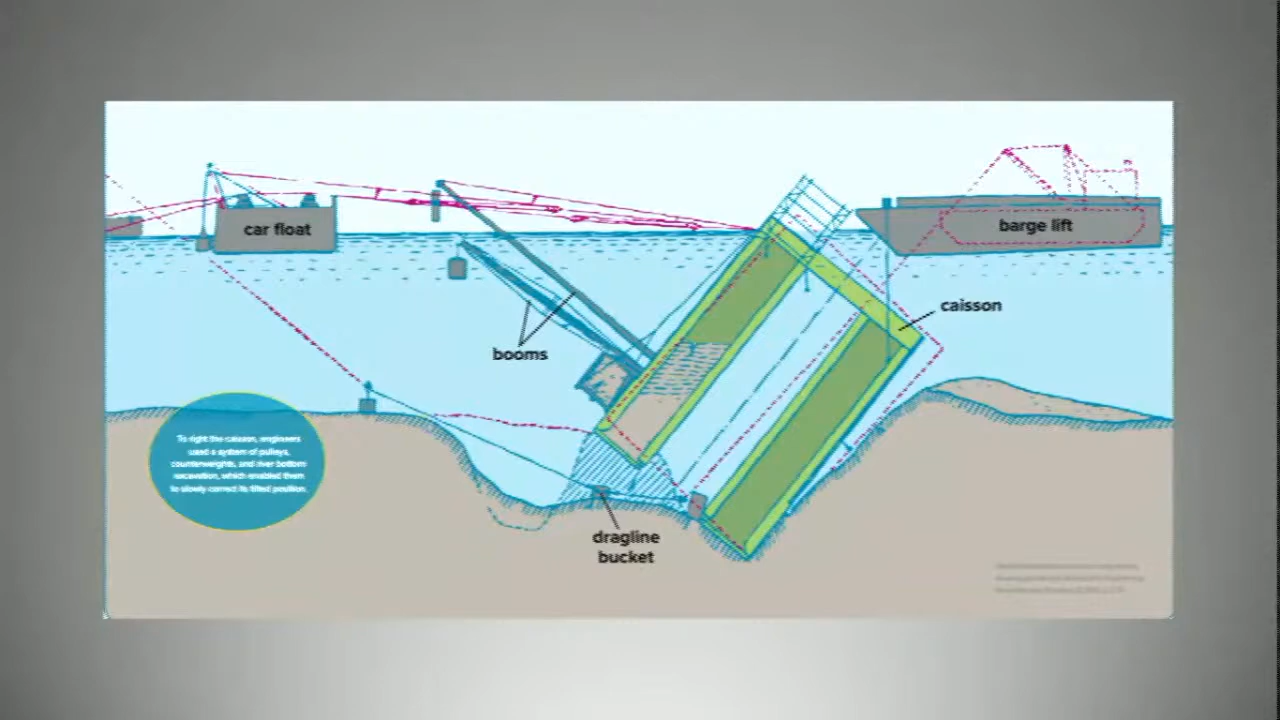 car float
barge lift
caisson
booms
To right the caisson, engineers
used a system of pulleys,
counterweights, and river bottom
excavation, which enabled them
to slowly correct its tilted position.
dragline
bucket